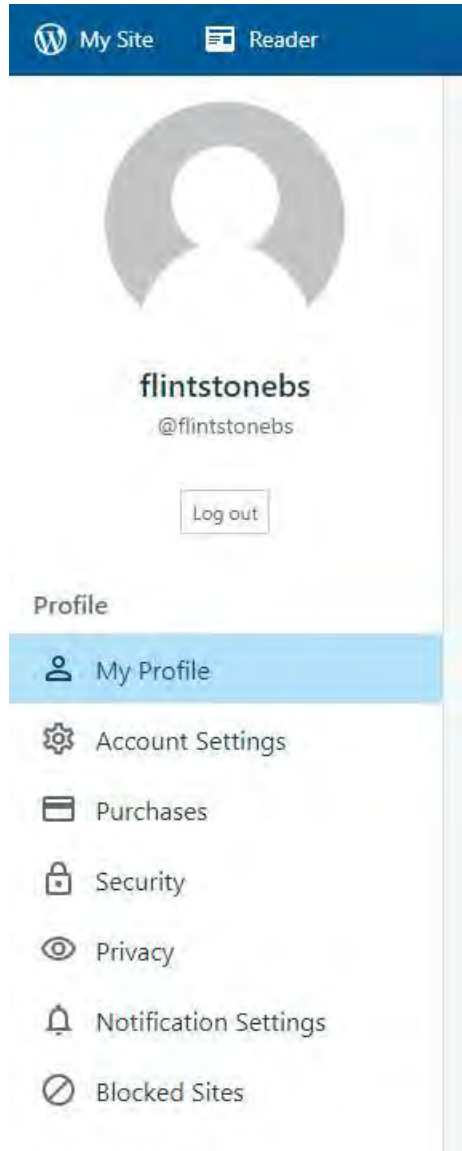 My Site Reader
flintstonebs
@flintstonebs
Log out
Profile
My Profile
Account Settings
Purchases
Security
Privacy
Notification Settings
Blocked Sites